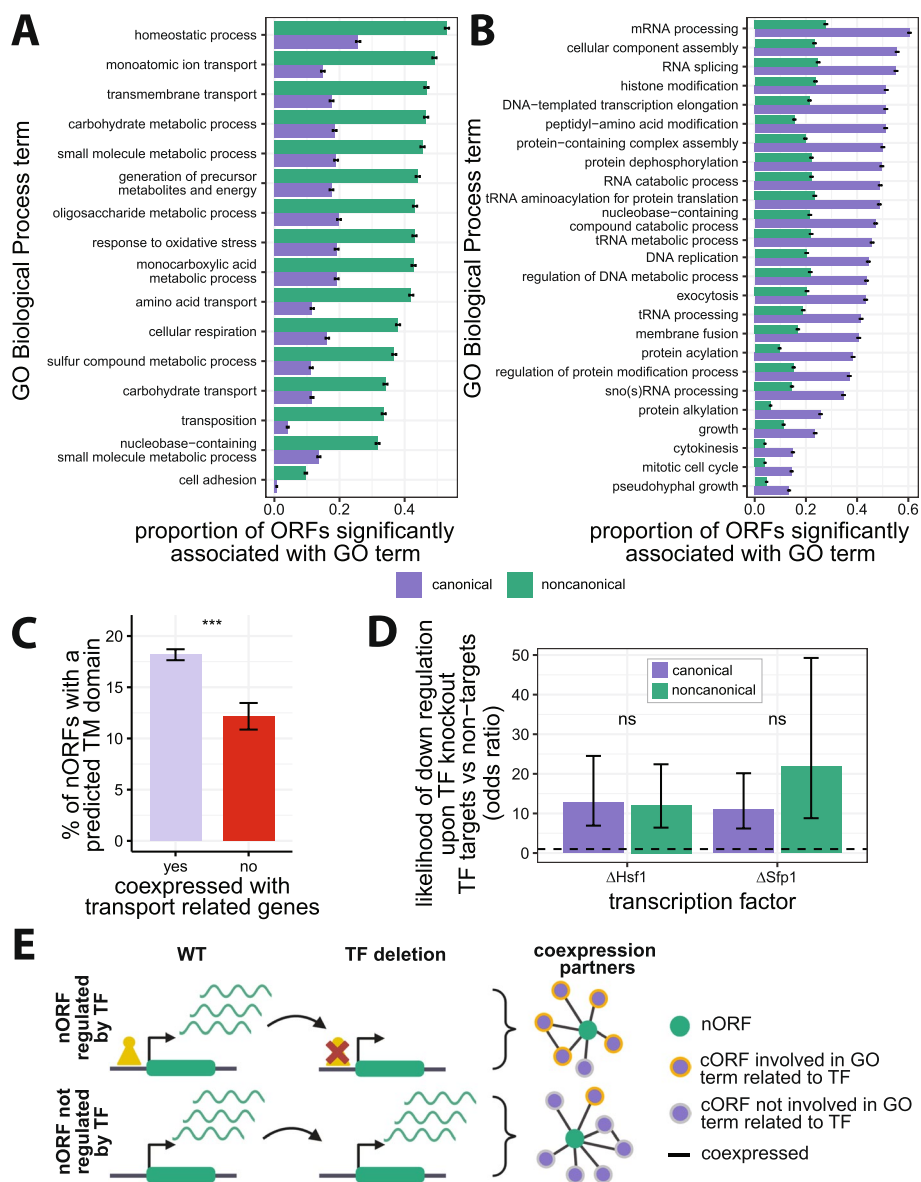 A
GO Biological Process term
homeostatic process
monoatomic ion transport
transmembrane transport
carbohydrate metabolic process
small molecule metabolic process
generation of precursor
metabolites and energy
oligosaccharide metabolic process
response to oxidative stress
monocarboxylic acid
metabolic process
amino acid transport
cellular respiration
sulfur compound metabolic process
carbohydrate transport
transposition
nucleobase−containing
small molecule metabolic process
cell adhesion
0.0 0.2 0.4
proportion of ORFs significantly
associated with GO term
B
GO Biological Process term
mRNA processing
cellular component assembly
RNA splicing
histone modification
DNA−templated transcription elongation
peptidyl−amino acid modification
protein−containing complex assembly
protein dephosphorylation
RNA catabolic process
tRNA aminoacylation for protein translation
nucleobase−containing
compound catabolic process
tRNA metabolic process
DNA replication
regulation of DNA metabolic process
exocytosis
tRNA processing
membrane fusion
protein acylation
regulation of protein modification process
sno(s)RNA processing
protein alkylation
growth
cytokinesis
mitotic cell cycle
pseudohyphal growth
0.0 0.2 0.4 0.6
proportion of ORFs significantly
associated with GO term
canonical noncanonical
C
% of nORFs with a
predicted TM domain
20
15
10
5
0
***
yes no
coexpressed with
transport related genes
D
likelihood of down regulation
upon TF knockout
TF targets vs non−targets
(odds ratio)
50
40
30
20
10
0
canonical
noncanonical
ns ns
ΔHsf1 ΔSfp1
transcription factor
E
WT TF deletion coexpression
partners
nORF
regulated
by TF
nORF not
regulated
by TF
nORF
cORF involved in GO
term related to TF
cORF not involved in GO
term related to TF
coexpressed